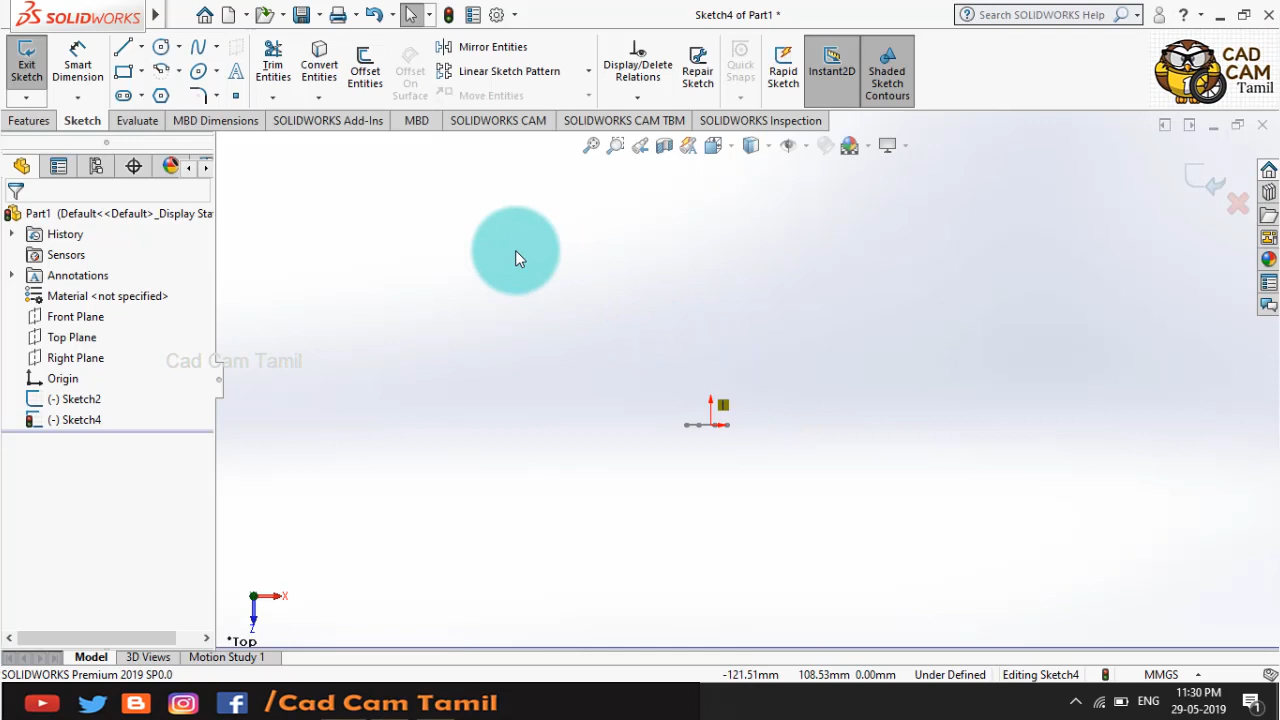 SOLIDWORKS
Sketch4 of Part1 *
Search SOLIDWORKS Help
?
Exit Sketch
Smart Dimension
Trim Entities
Convert Entities
Offset Entities
Offset On Surface
Mirror Entities
Linear Sketch Pattern
Move Entities
Display/Delete Relations
Repair Sketch
Quick Snaps
Rapid Sketch
Instant2D
Shaded Sketch Contours
CAD
CAM
Tamil
Features
Sketch
Evaluate
MBD Dimensions
SOLIDWORKS Add-Ins
MBD
SOLIDWORKS CAM
SOLIDWORKS CAM TBM
SOLIDWORKS Inspection
Part1 (Default<<Default>_Display Sta
History
Sensors
Annotations
Material <not specified>
Front Plane
Top Plane
Right Plane
Cad Cam Tamil
Origin
(-) Sketch2
(-) Sketch4
X
Z
*Top
Model
3D Views
Motion Study 1
SOLIDWORKS Premium 2019 SP0.0
-121.51mm
108.53mm
0.00mm
Under Defined
Editing Sketch4
MMGS
/Cad Cam Tamil
ENG
11:30 PM
29-05-2019
1